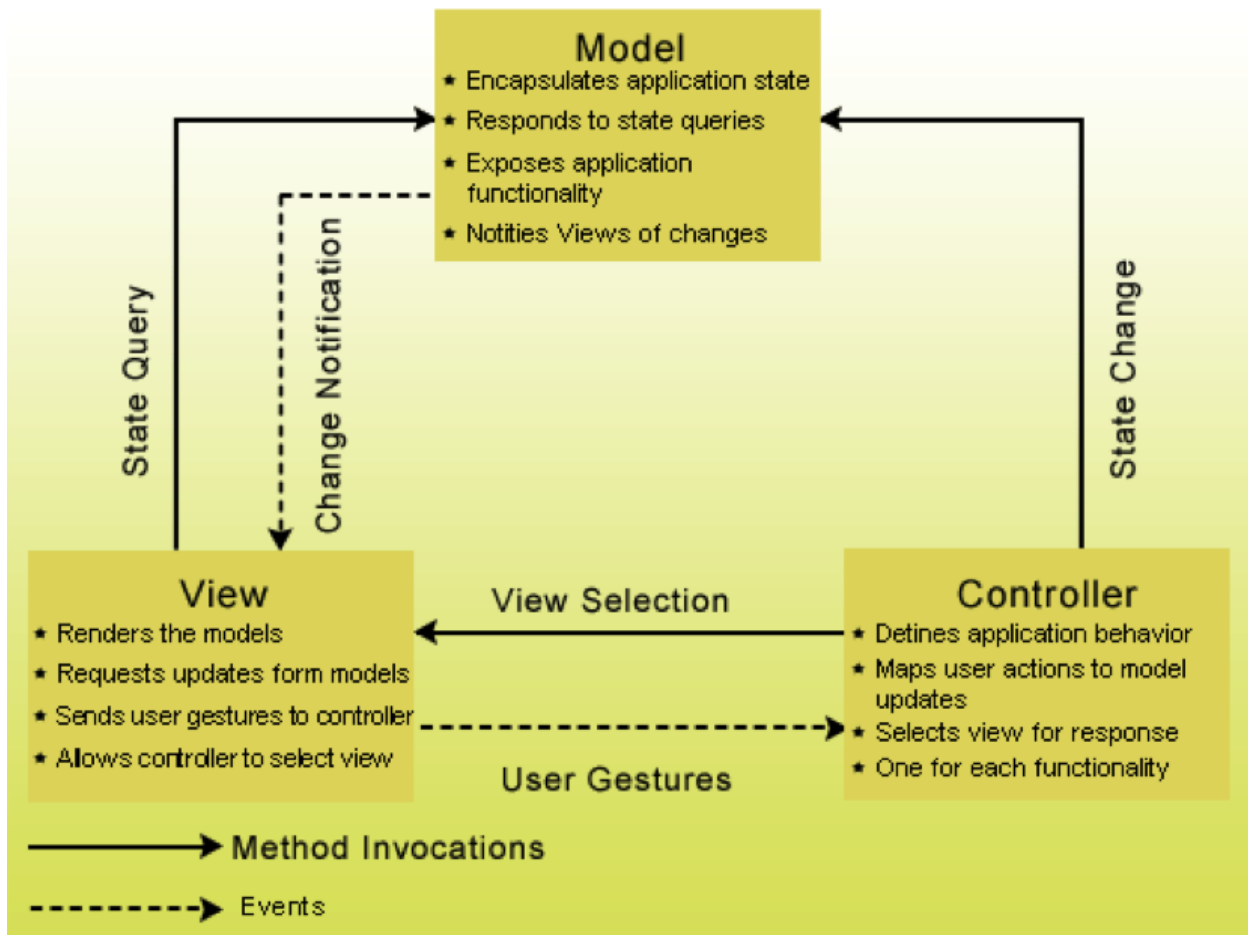 Model
★ Encapsulates application state
★ Responds to state queries
★ Exposes application
functionality
★ Notities Views of changes
State Query
Change Notification
State Change
View
★ Renders the models
★ Requests updates form models
★ Sends user gestures to controller
★ Allows controller to select view
View Selection
User Gestures
Controller
★ Detines application behavior
★ Maps user actions to model
updates
★ Selects view for response
★ One for each functionality
Method Invocations
Events